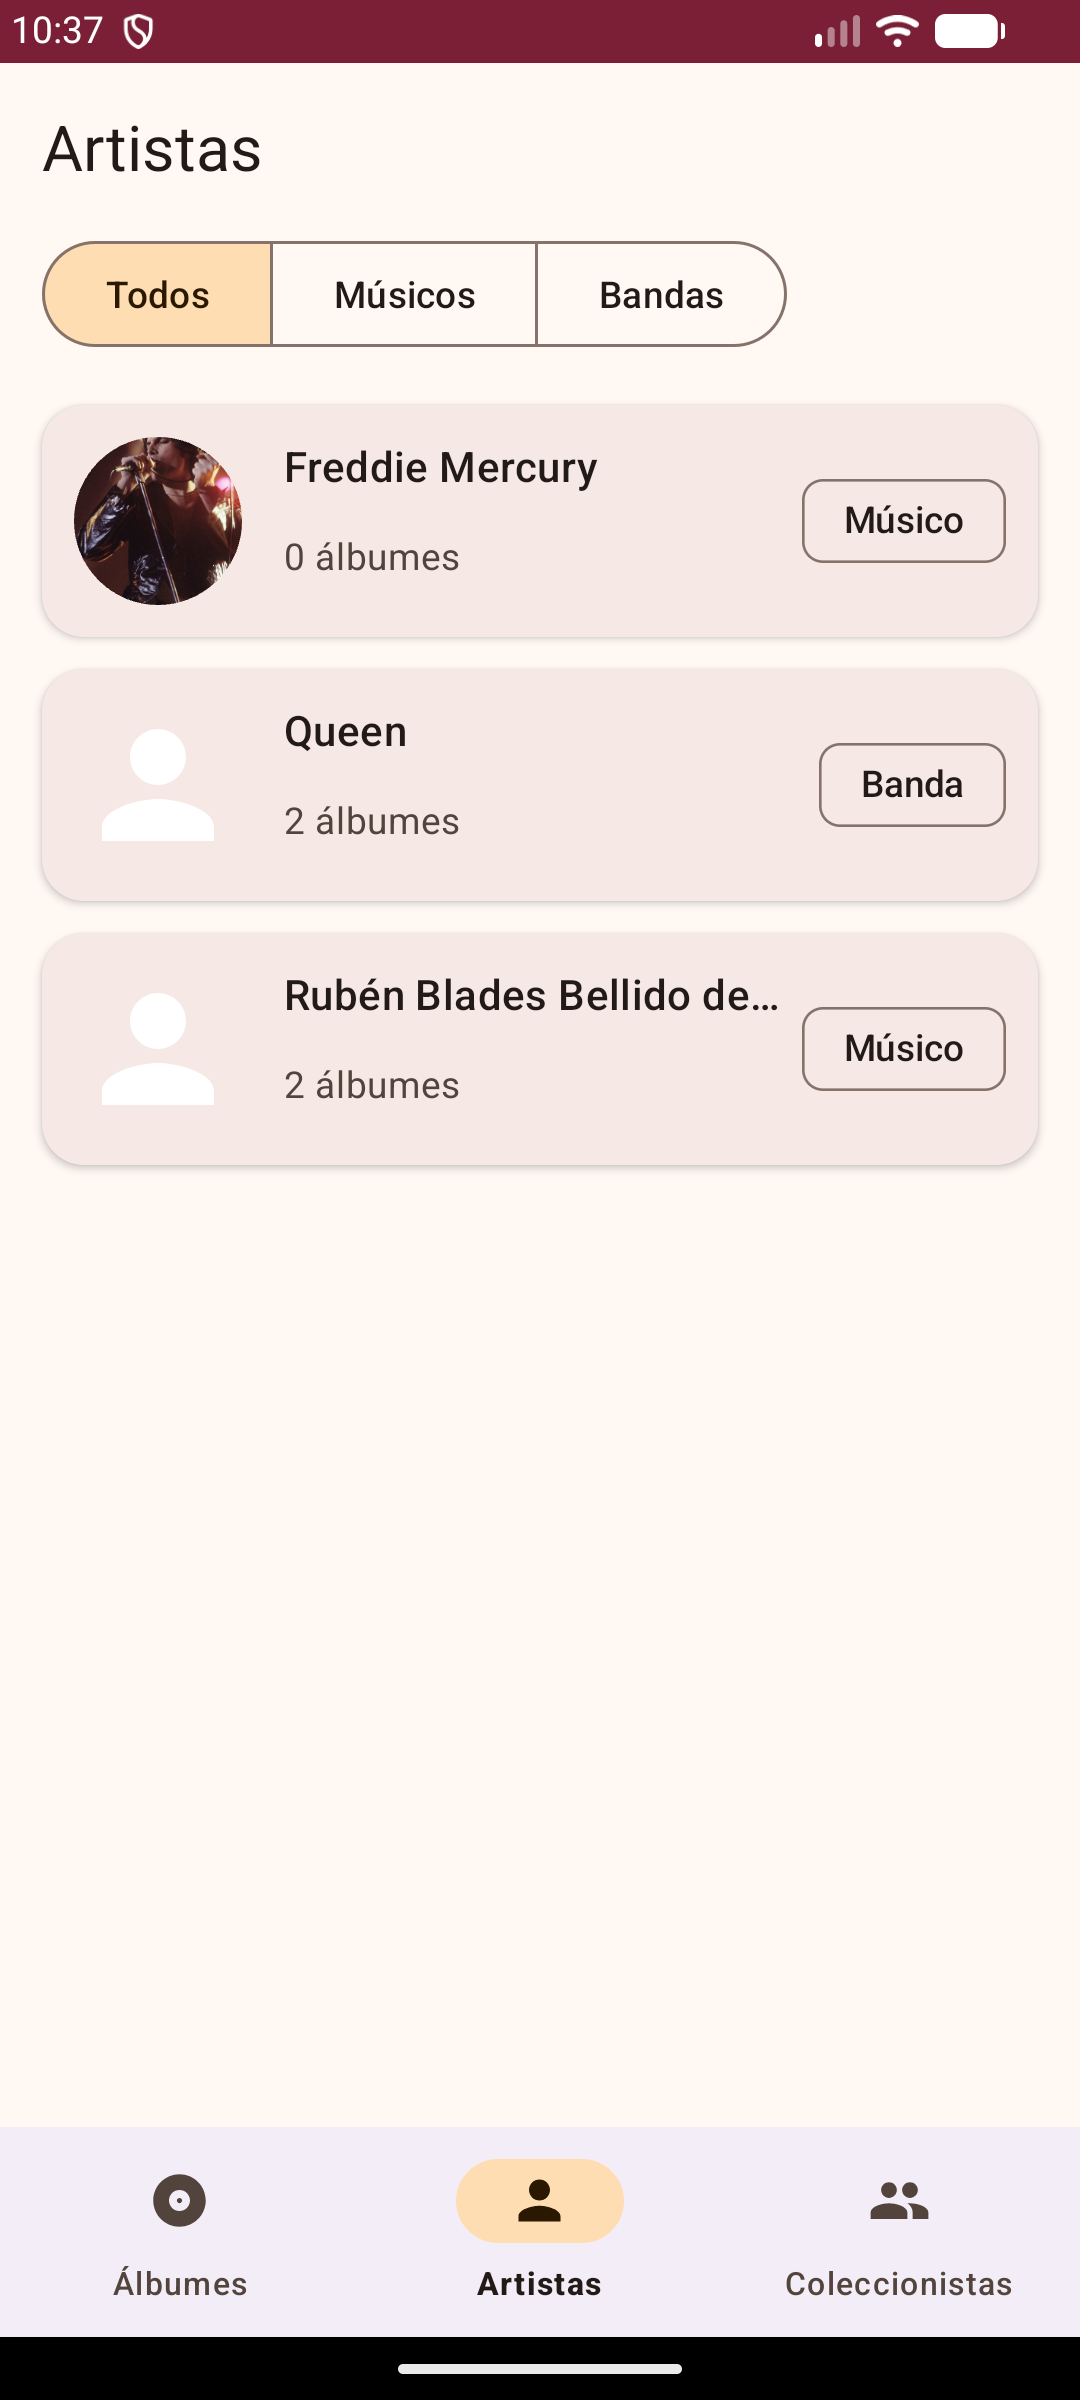 10:37
Artistas
Todos
Músicos
Bandas
Freddie Mercury
0 álbumes
Músico
Queen
2 álbumes
Banda
Rubén Blades Bellido de…
2 álbumes
Músico
Álbumes
Artistas
Coleccionistas